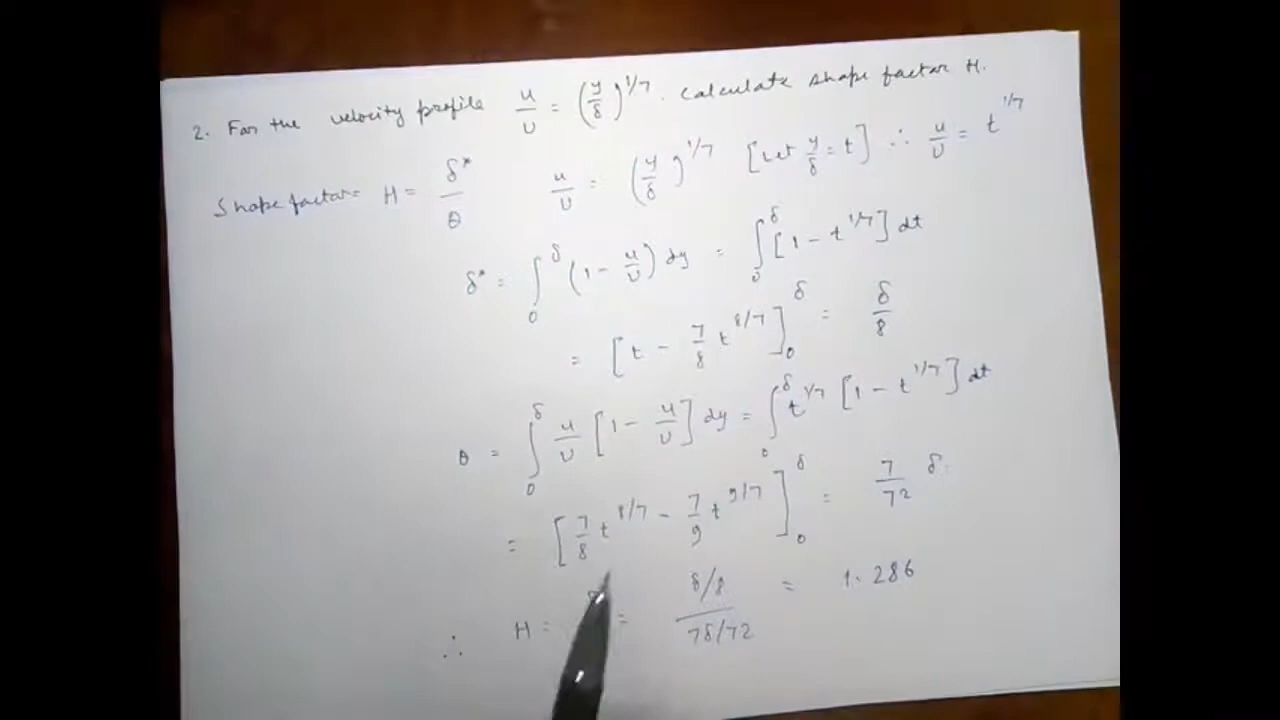 2. For the velocity profile u/U = (y/δ)^1/7. Calculate shape factor H.
Shape factor = H = δ*/θ u/U = (y/δ)^1/7 [Let y/δ = t] ∴ u/U = t^1/7
δ* = ∫₀^δ (1 - u/U) dy = ∫₀^δ [1 - t^1/7] dt
= [t - 7/8 t^8/7]₀^δ = δ/8
θ = ∫₀^δ u/U [1 - u/U] dy = ∫₀^δ t^1/7 [1 - t^1/7] dt
= [7/8 t^8/7 - 7/9 t^9/7]₀^δ = 7/72 δ.
∴ H = = δ/8 / 7δ/72 = 1.286